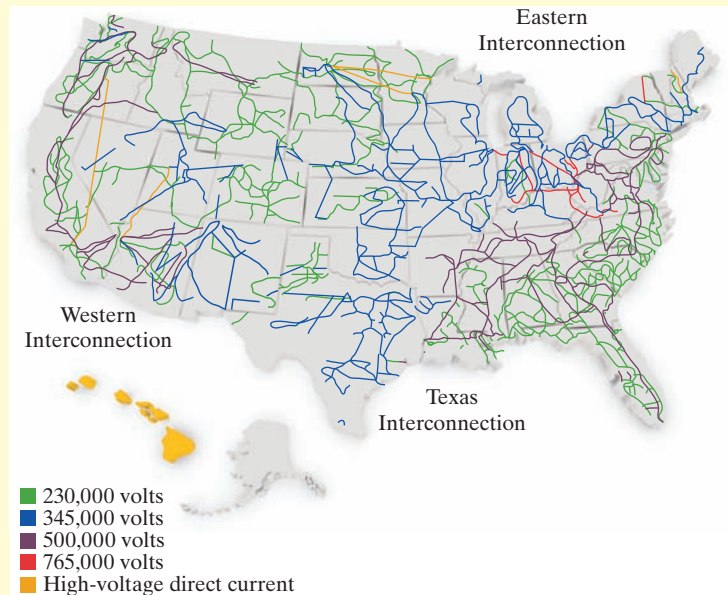 Eastern
Interconnection
Western
Interconnection
Texas
Interconnection
230,000 volts
345,000 volts
500,000 volts
765,000 volts
High-voltage direct current